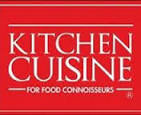 KITCHEN
CUISINE
FOR FOOD CONNOISSEURS
®